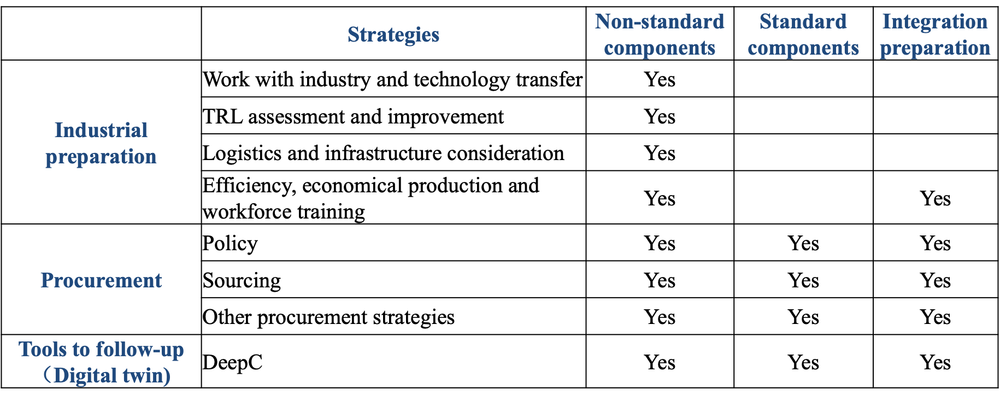 Strategies
Non-standard
components
Standard
components
Integration
preparation
Industrial
preparation
Work with industry and technology transfer
Yes
TRL assessment and improvement
Yes
Logistics and infrastructure consideration
Yes
Efficiency, economical production and
workforce training
Yes
Yes
Procurement
Policy
Yes
Yes
Yes
Sourcing
Yes
Yes
Yes
Other procurement strategies
Yes
Yes
Yes
Tools to follow-up
（Digital twin)
DeepC
Yes
Yes
Yes